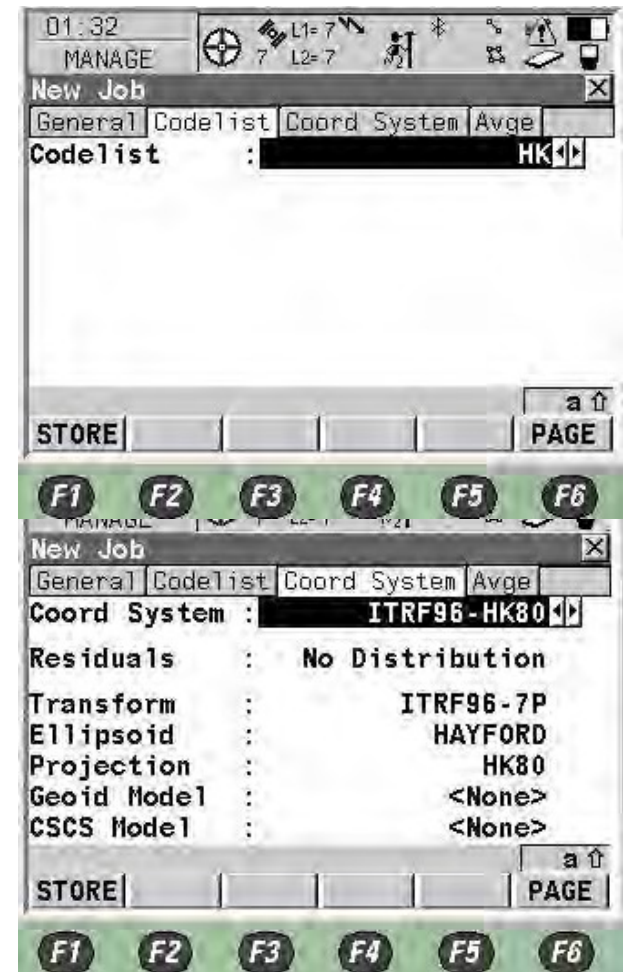 01:32
MANAGE
7 L1= 7
L2= 7
New Job
General Codelist Coord System Avge
Codelist : HK
a
STORE PAGE
F1 F2 F3 F4 F5 F6
MANAGE
New Job
General Codelist Coord System Avge
Coord System : ITRF96-HK80
Residuals : No Distribution
Transform : ITRF96-7P
Ellipsoid : HAYFORD
Projection : HK80
Geoid Model : <None>
CSCS Model : <None>
a
STORE PAGE
F1 F2 F3 F4 F5 F6